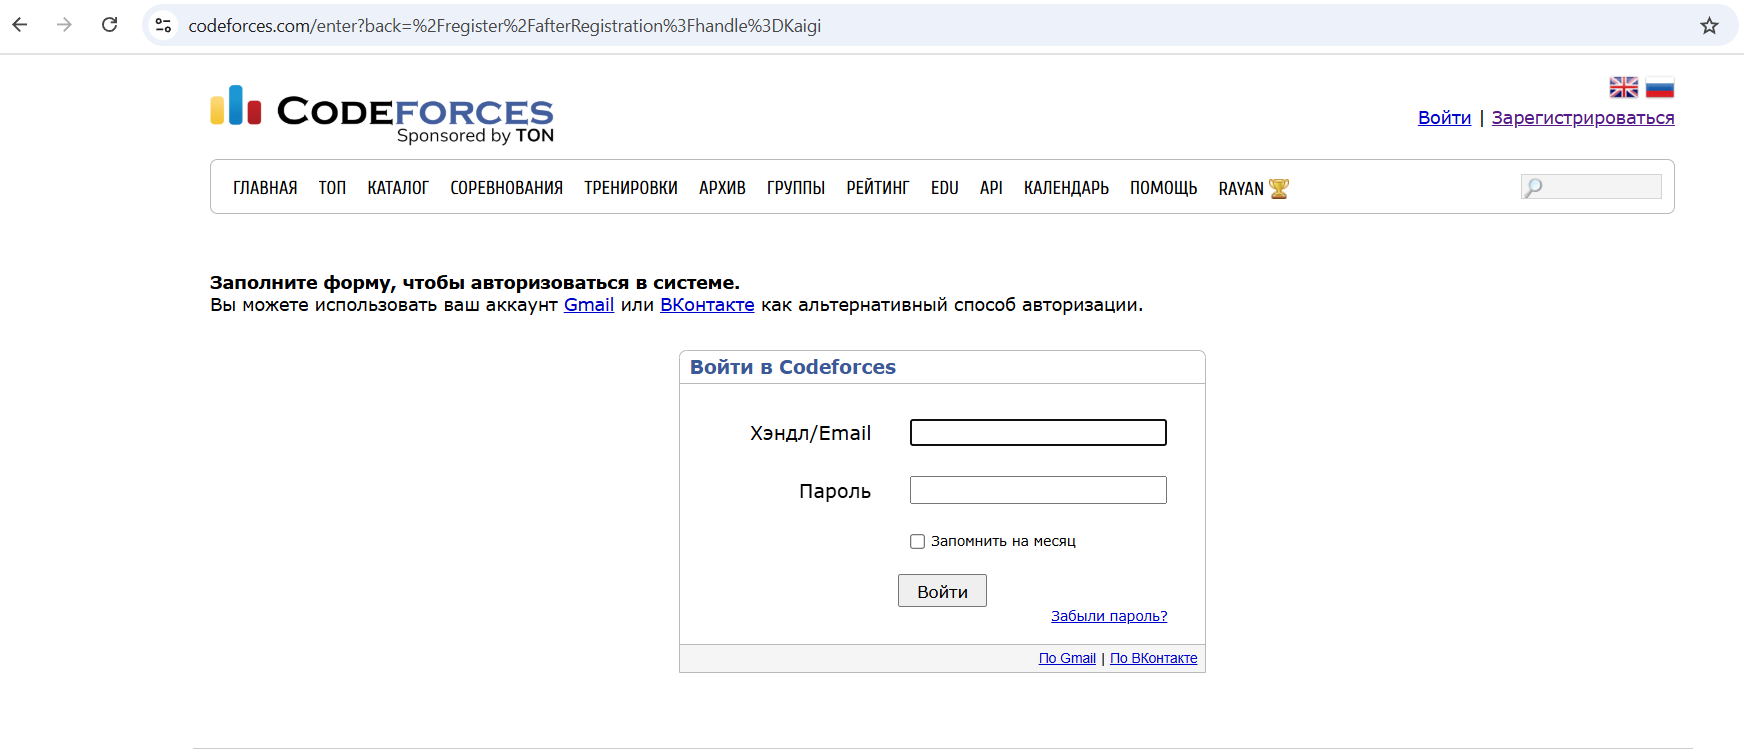 codeforces.com/enter?back=%2Fregister%2FafterRegistration%3Fhandle%3DKaigi
CODEFORCES
Sponsored by TON
Войти | Зарегистрироваться
ГЛАВНАЯ ТОП КАТАЛОГ СОРЕВНОВАНИЯ ТРЕНИРОВКИ АРХИВ ГРУППЫ РЕЙТИНГ EDU API КАЛЕНДАРЬ ПОМОЩЬ RAYAN
Заполните форму, чтобы авторизоваться в системе.
Вы можете использовать ваш аккаунт Gmail или ВКонтакте как альтернативный способ авторизации.
Войти в Codeforces
Хэндл/Email
Пароль
Запомнить на месяц
Войти
Забыли пароль?
По Gmail | По ВКонтакте